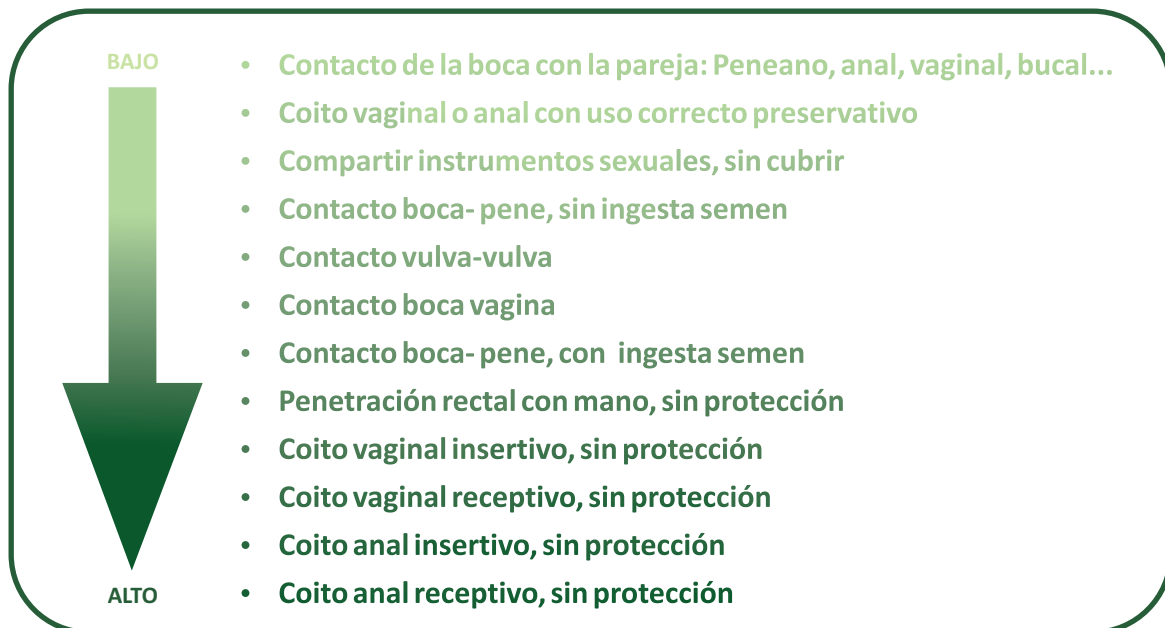 BAJO
• Contacto de la boca con la pareja: Peneano, anal, vaginal, bucal...
• Coito vaginal o anal con uso correcto preservativo
• Compartir instrumentos sexuales, sin cubrir
• Contacto boca- pene, sin ingesta semen
• Contacto vulva-vulva
• Contacto boca vagina
• Contacto boca- pene, con  ingesta semen
• Penetración rectal con mano, sin protección
• Coito vaginal insertivo, sin protección
• Coito vaginal receptivo, sin protección
• Coito anal insertivo, sin protección
ALTO
• Coito anal receptivo, sin protección